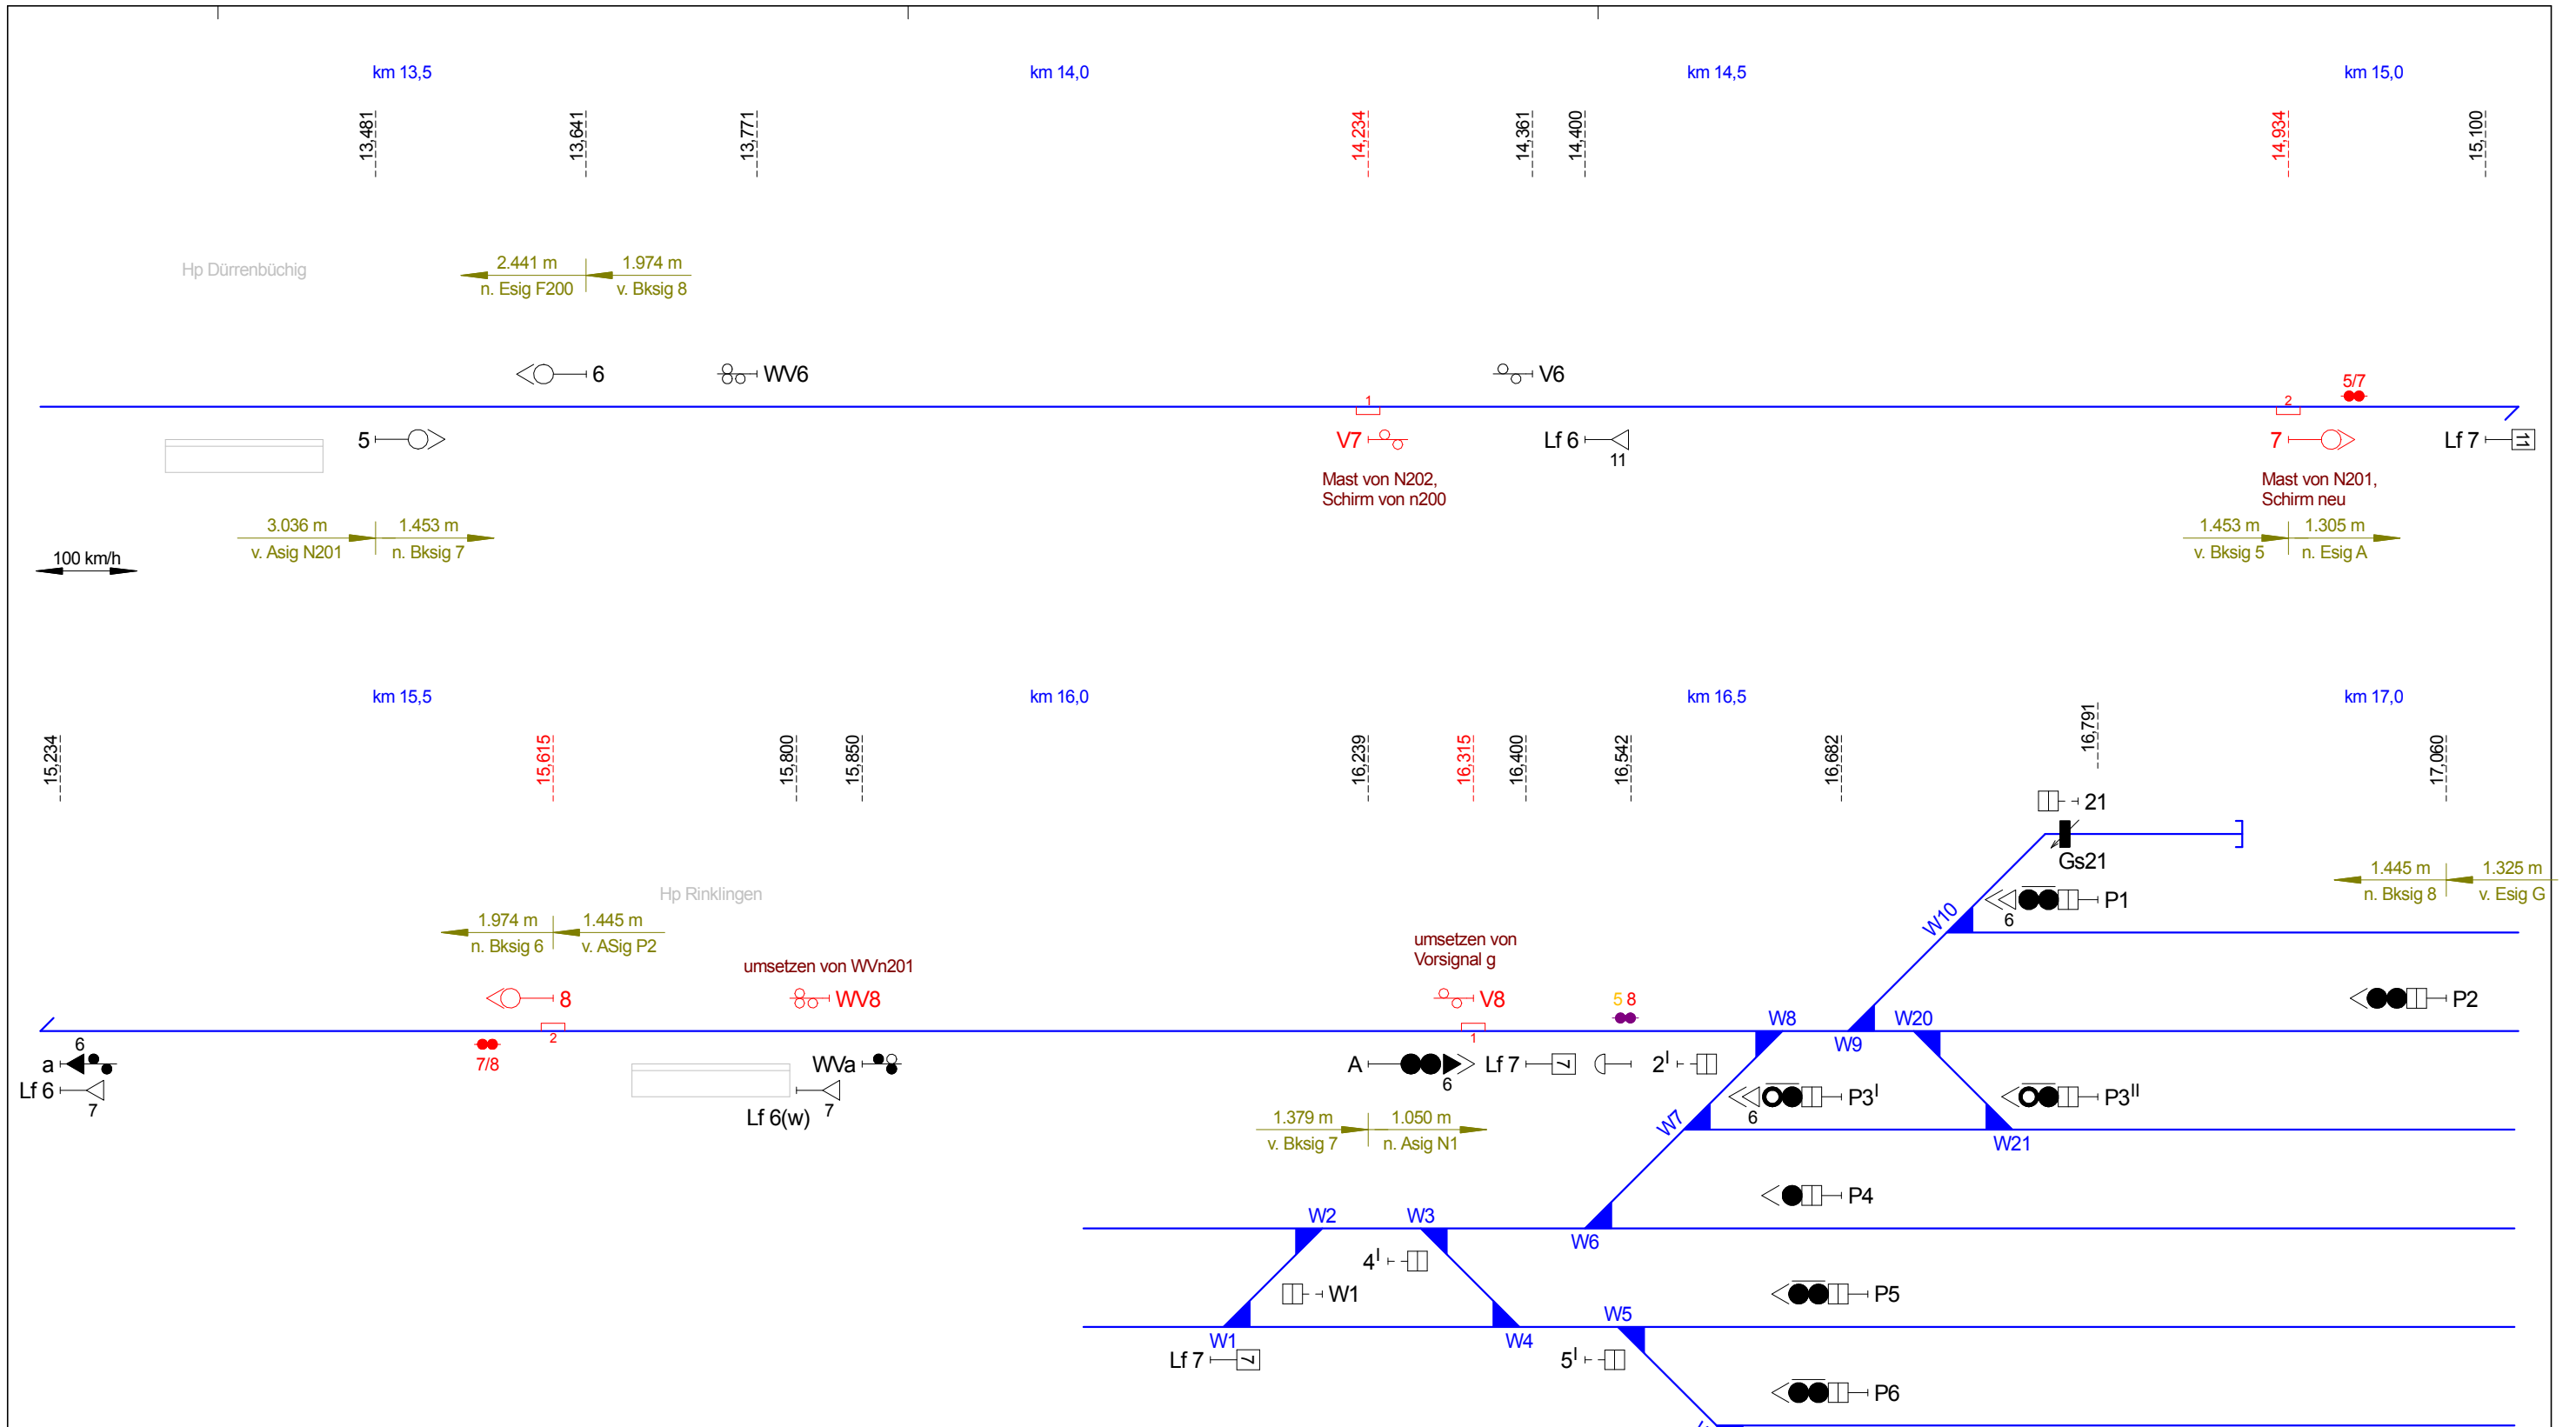 km 13,5
km 14,0
km 14,5
km 15,0
13,481
13,641
13,771
14,234
14,361
14,400
14,934
15,100
Hp Dürrenbüchig
2.441 m
1.974 m
n. Esig F200
v. Bksig 8
6
WV6
V6
5/7
1
2
5
V7
Lf 6
11
7
Lf 7
11
Mast von N202,
Schirm von n200
Mast von N201,
Schirm neu
3.036 m
1.453 m
v. Asig N201
n. Bksig 7
1.453 m
1.305 m
v. Bksig 5
n. Esig A
100 km/h
km 15,5
km 16,0
km 16,5
km 17,0
15,234
15,615
15,800
15,850
16,239
16,315
16,400
16,542
16,682
16,791
17,060
21
Gs21
Hp Rinklingen
1.445 m
1.325 m
n. Bksig 8
v. Esig G
6
P1
W10
1.974 m
1.445 m
n. Bksig 6
v. ASig P2
umsetzen von WVn201
umsetzen von
Vorsignal g
8
WV8
V8
5 8
P2
W8
W20
2
1
W9
6
a
7/8
WVa
A
6
Lf 7
7
2I
Lf 6
7
Lf 6(w)
7
6
P3I
P3II
1.379 m
1.050 m
v. Bksig 7
n. Asig N1
W7
W21
P4
W2
W3
W6
4I
W1
P5
W5
W1
W4
Lf 7
7
5I
P6